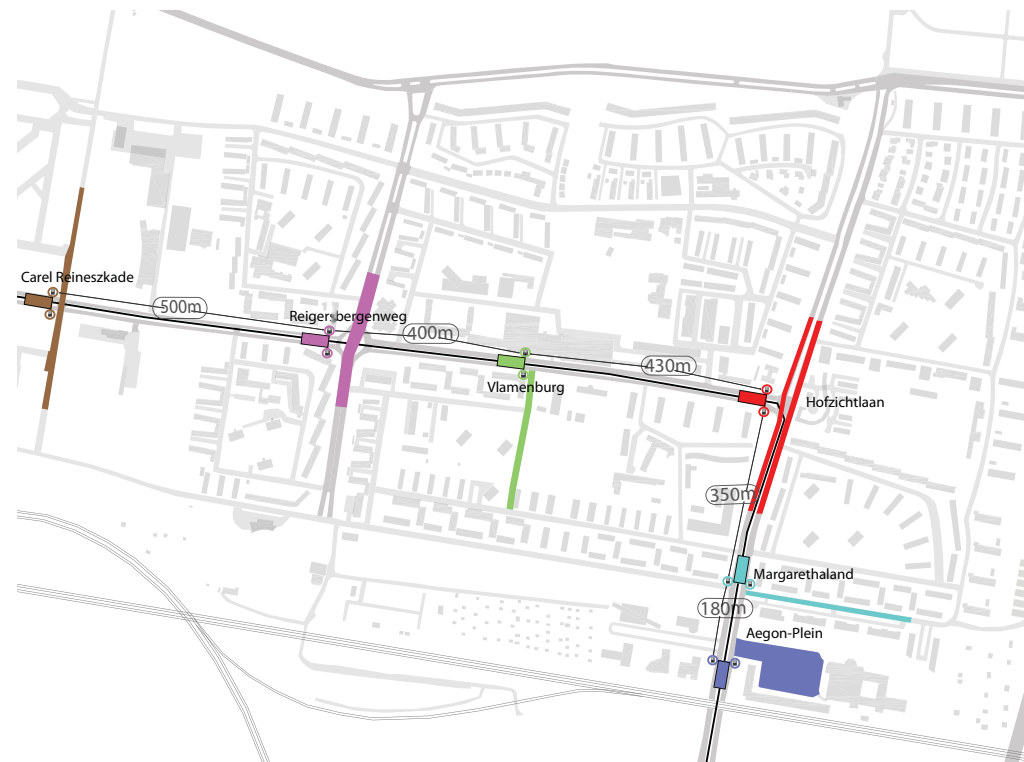 Carel Reineszkade
500m
Reigersbergenweg
400m
430m
Vlamenburg
Hofzichtlaan
350m
Margarethaland
180m
Aegon-Plein